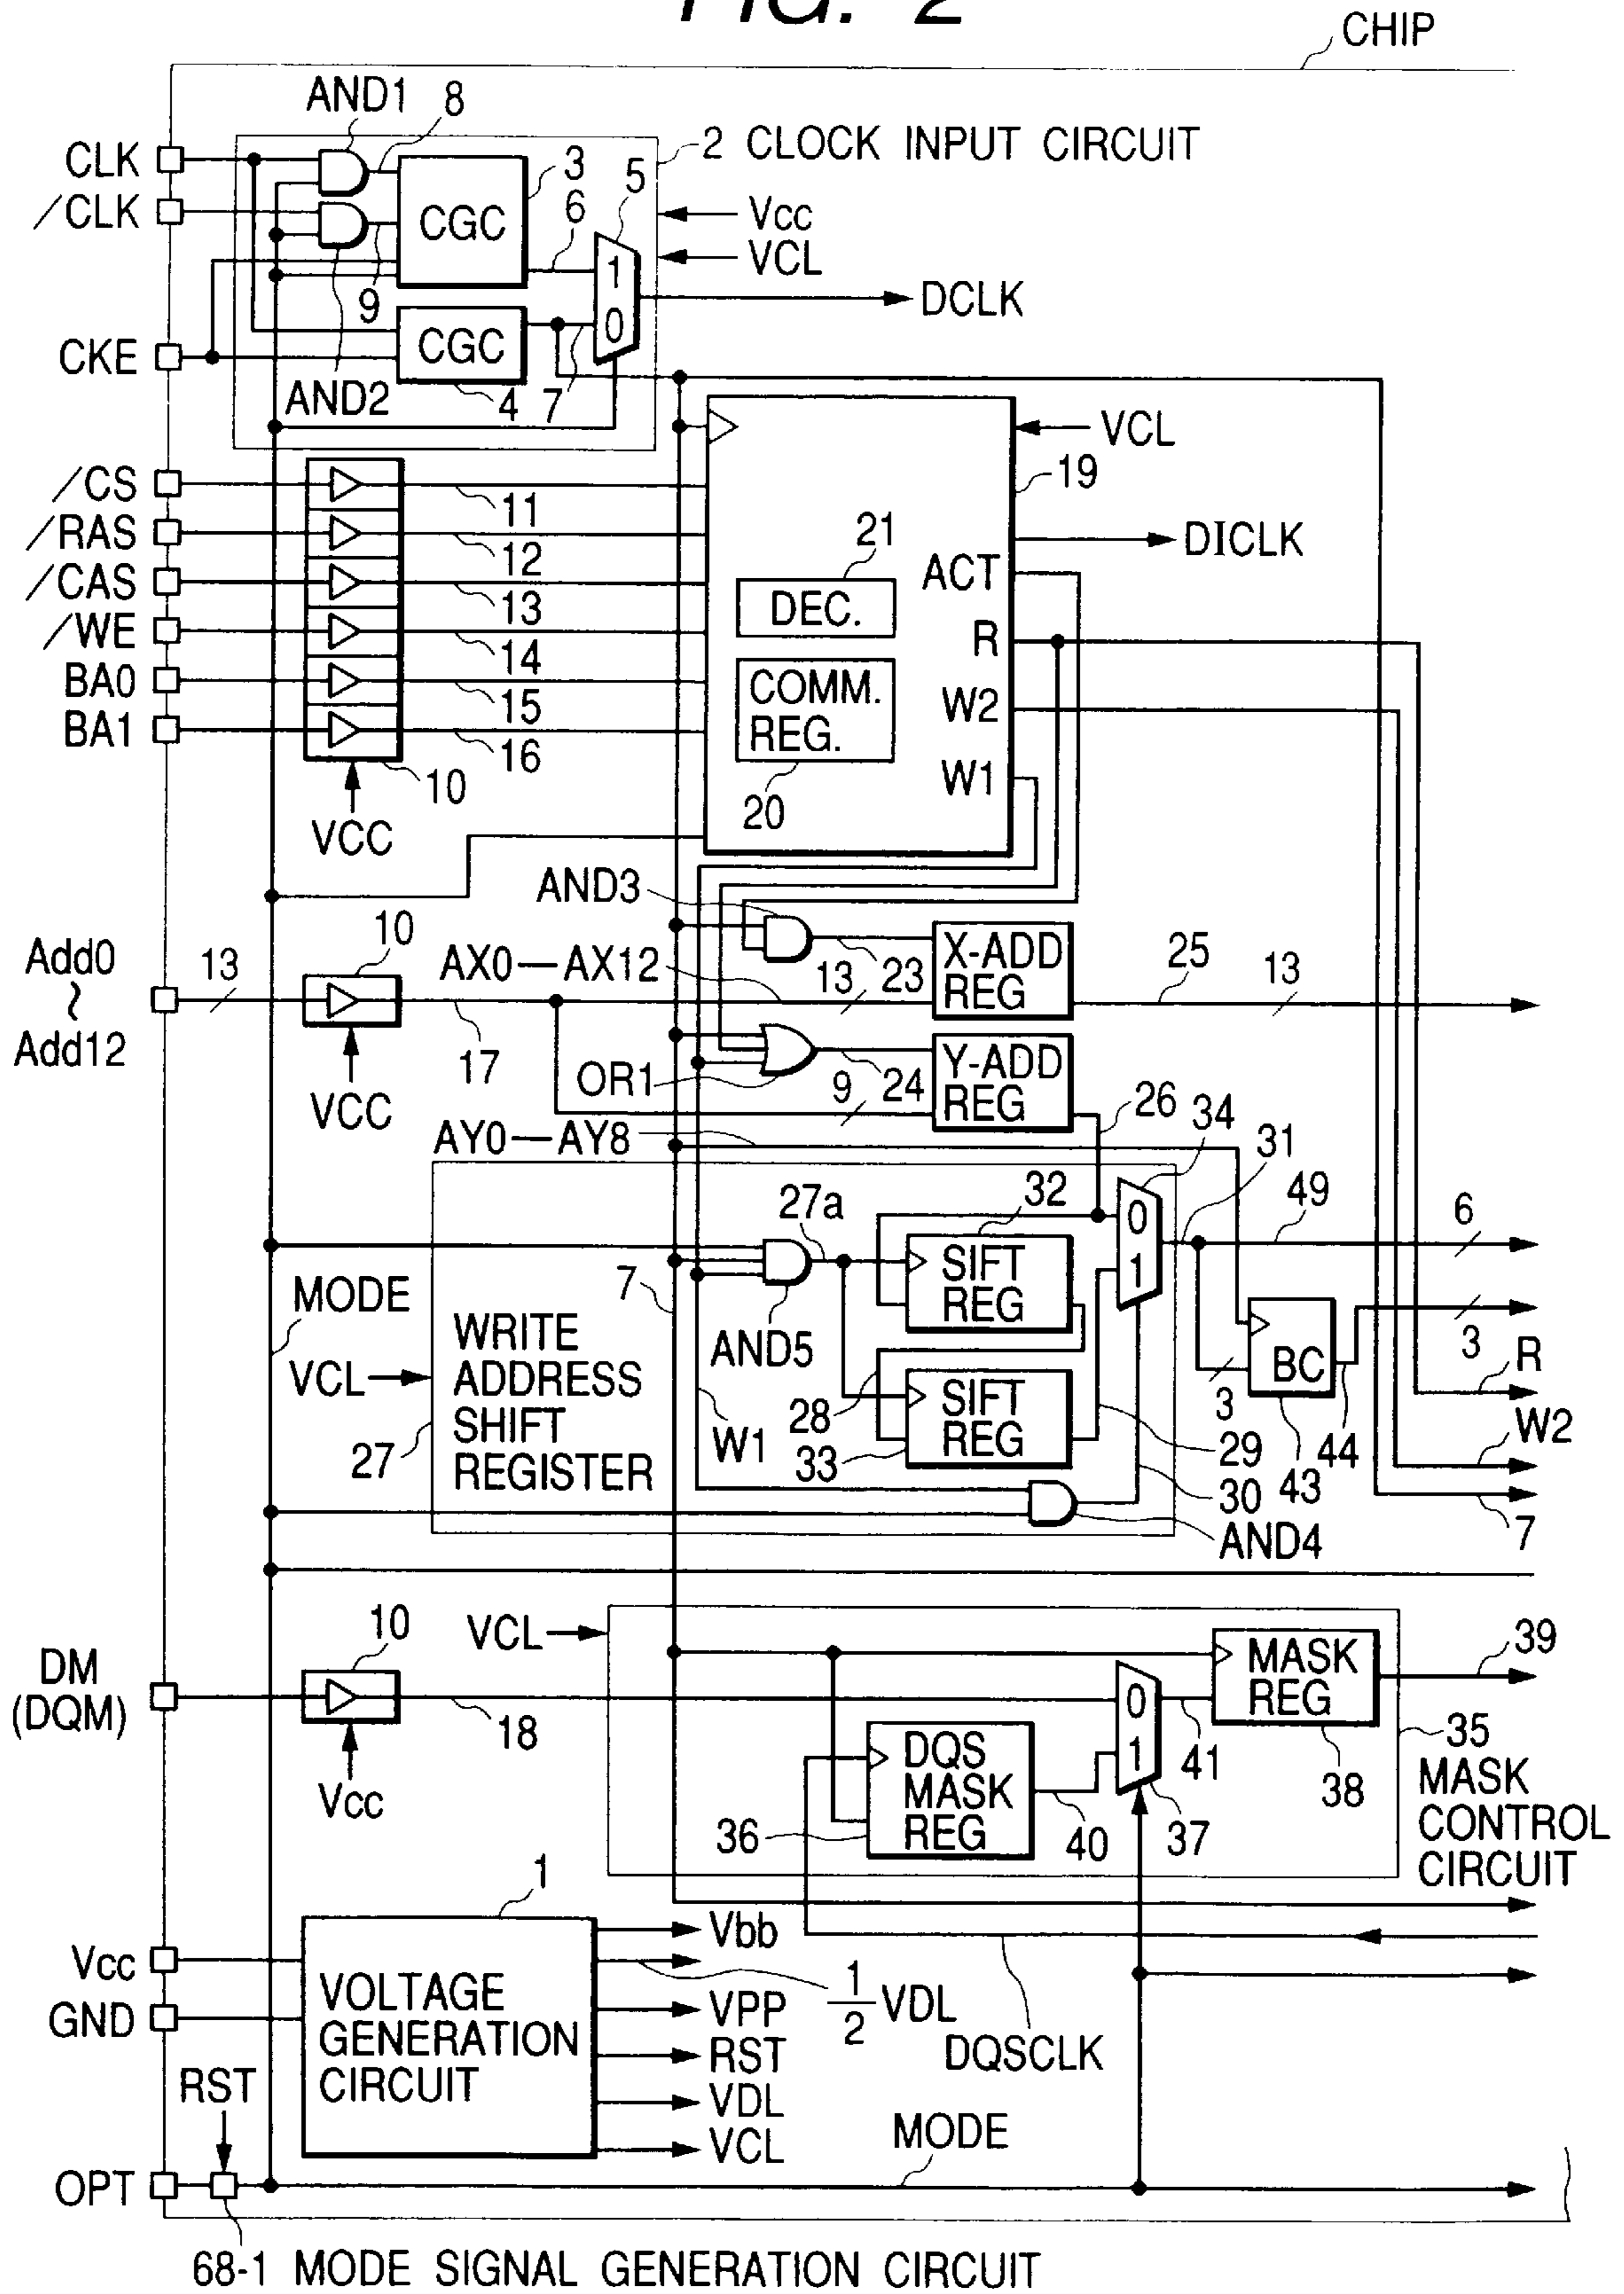 FIG. 2
CHIP
AND1
8
CLK
2 CLOCK INPUT CIRCUIT
3
5
/CLK
CGC
6
Vcc
9
1
VCL
DCLK
0
CKE
CGC
AND2
4
7
VCL
/CS
11
19
/RAS
12
21
DICLK
/CAS
13
DEC.
ACT
/WE
14
R
BA0
15
COMM.
REG.
W2
BA1
16
W1
10
20
VCC
AND3
10
Add0
~
Add12
13
AX0—AX12
13
23
X-ADD
REG
25
13
17
OR1
24
Y-ADD
REG
9
26
34
VCC
AY0—AY8
31
27a
32
49
6
0
MODE
7
SIFT
REG
1
WRITE
ADDRESS
SHIFT
REGISTER
AND5
BC
3
VCL
28
SIFT
REG
3
R
27
W1
33
29
43
44
W2
30
AND4
7
10
VCL
39
DM
(DQM)
MASK
REG
0
18
DQS
MASK
REG
1
41
35
MASK
CONTROL
CIRCUIT
38
Vcc
36
40
37
1
Vbb
Vcc
VOLTAGE
GENERATION
CIRCUIT
1/2 VDL
VPP
GND
RST
DQSCLK
RST
VDL
VCL
MODE
OPT
68-1 MODE SIGNAL GENERATION CIRCUIT